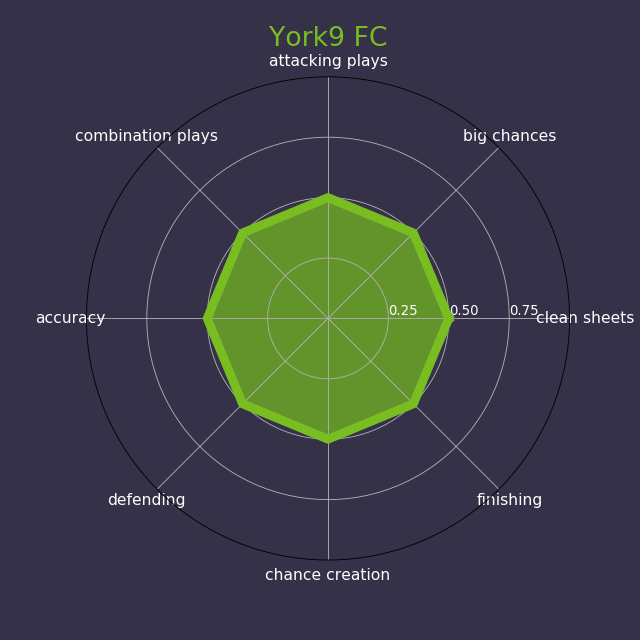 York9 FC
attacking plays
combination plays
big chances
0.25
0.50
0.75
accuracy
clean sheets
defending
finishing
chance creation